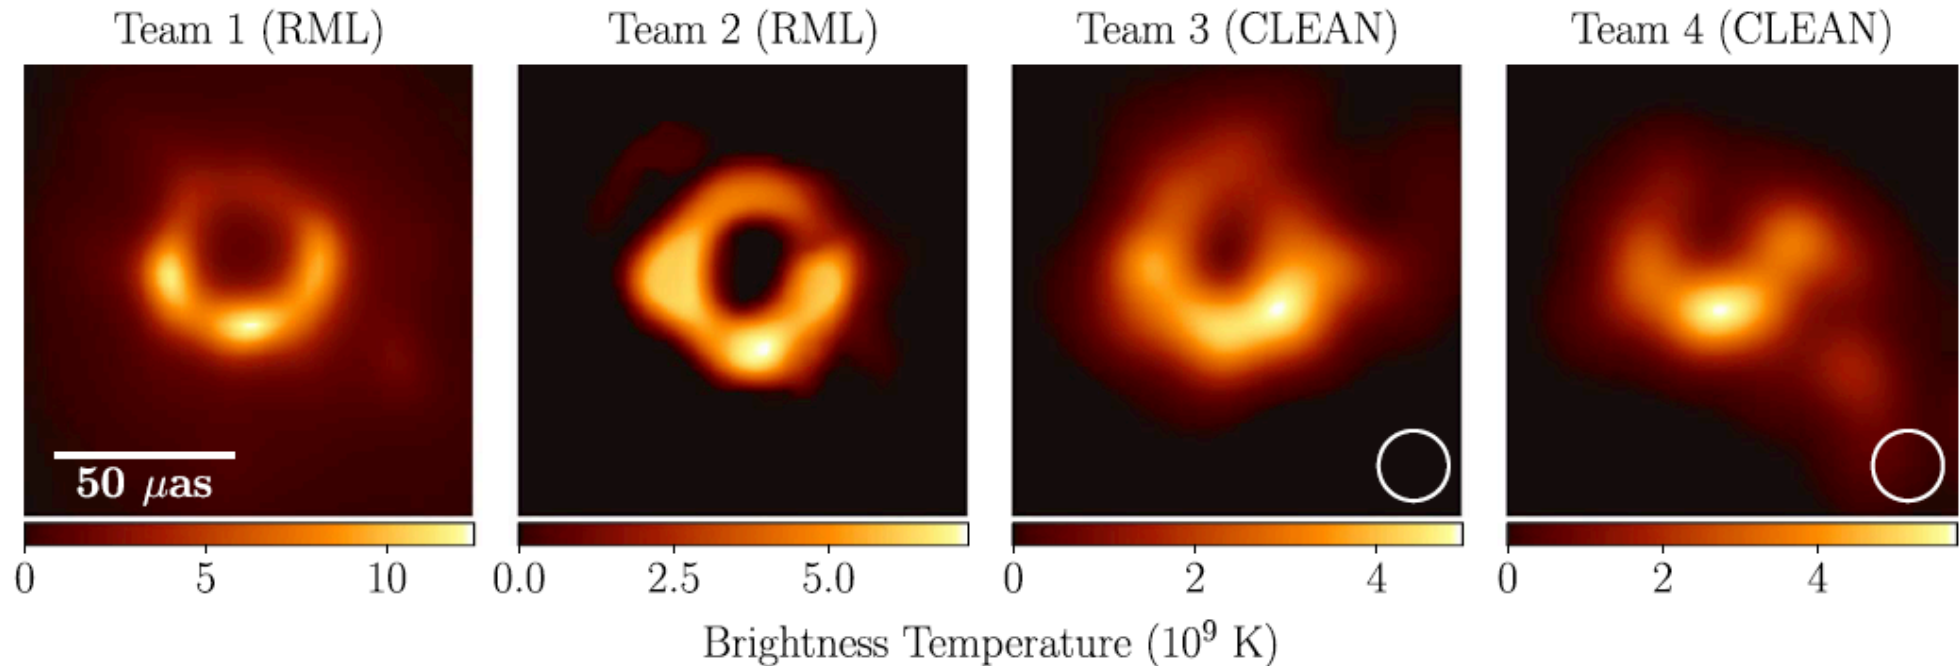 Team 1 (RML) Team 2 (RML) Team 3 (CLEAN) Team 4 (CLEAN)
50 μas
0 5 10 0.0 2.5 5.0 0 2 4 0 2 4
Brightness Temperature (10⁹ K)